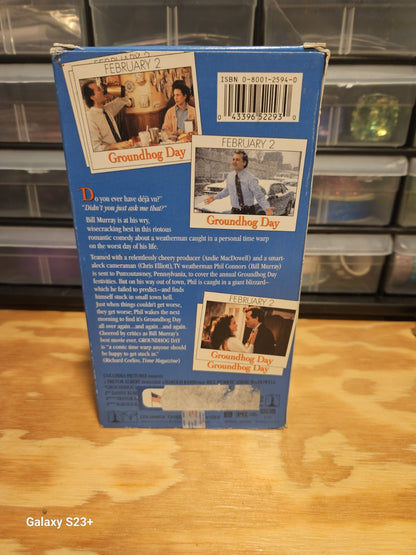 FEBRUARY 2
FEBRUARY 2
Groundhog Day
ISBN 0-8001-2594-0
0 43396 52293 0
FEBRUARY 2
Groundhog Day
Do you ever have déjà vu?
"Didn't you just ask me that?"
Bill Murray is at his wry,
wisecracking best in this riotous
romantic comedy about a weatherman caught in a personal time warp
on the worst day of his life.
Teamed with a relentlessly cheery producer (Andie MacDowell) and a smart-
aleck cameraman (Chris Elliott), TV weatherman Phil Connors (Bill Murray)
is sent to Punxsutawney, Pennsylvania, to cover the annual Groundhog Day
festivities. But on his way out of town, Phil is caught in a giant blizzard–
which he failed to predict–and finds
himself stuck in small town hell.
Just when things couldn't get worse,
they get worse; Phil wakes the next
morning to find it's Groundhog Day
all over again...and again...and again.
Cheered by critics as Bill Murray's
best movie ever, GROUNDHOG DAY
is "a comic time warp anyone should
be happy to get stuck in."
(Richard Corliss, Time Magazine)
FEBRUARY 2
Groundhog Day
Groundhog Day
COLUMBIA PICTURES
Galaxy S23+